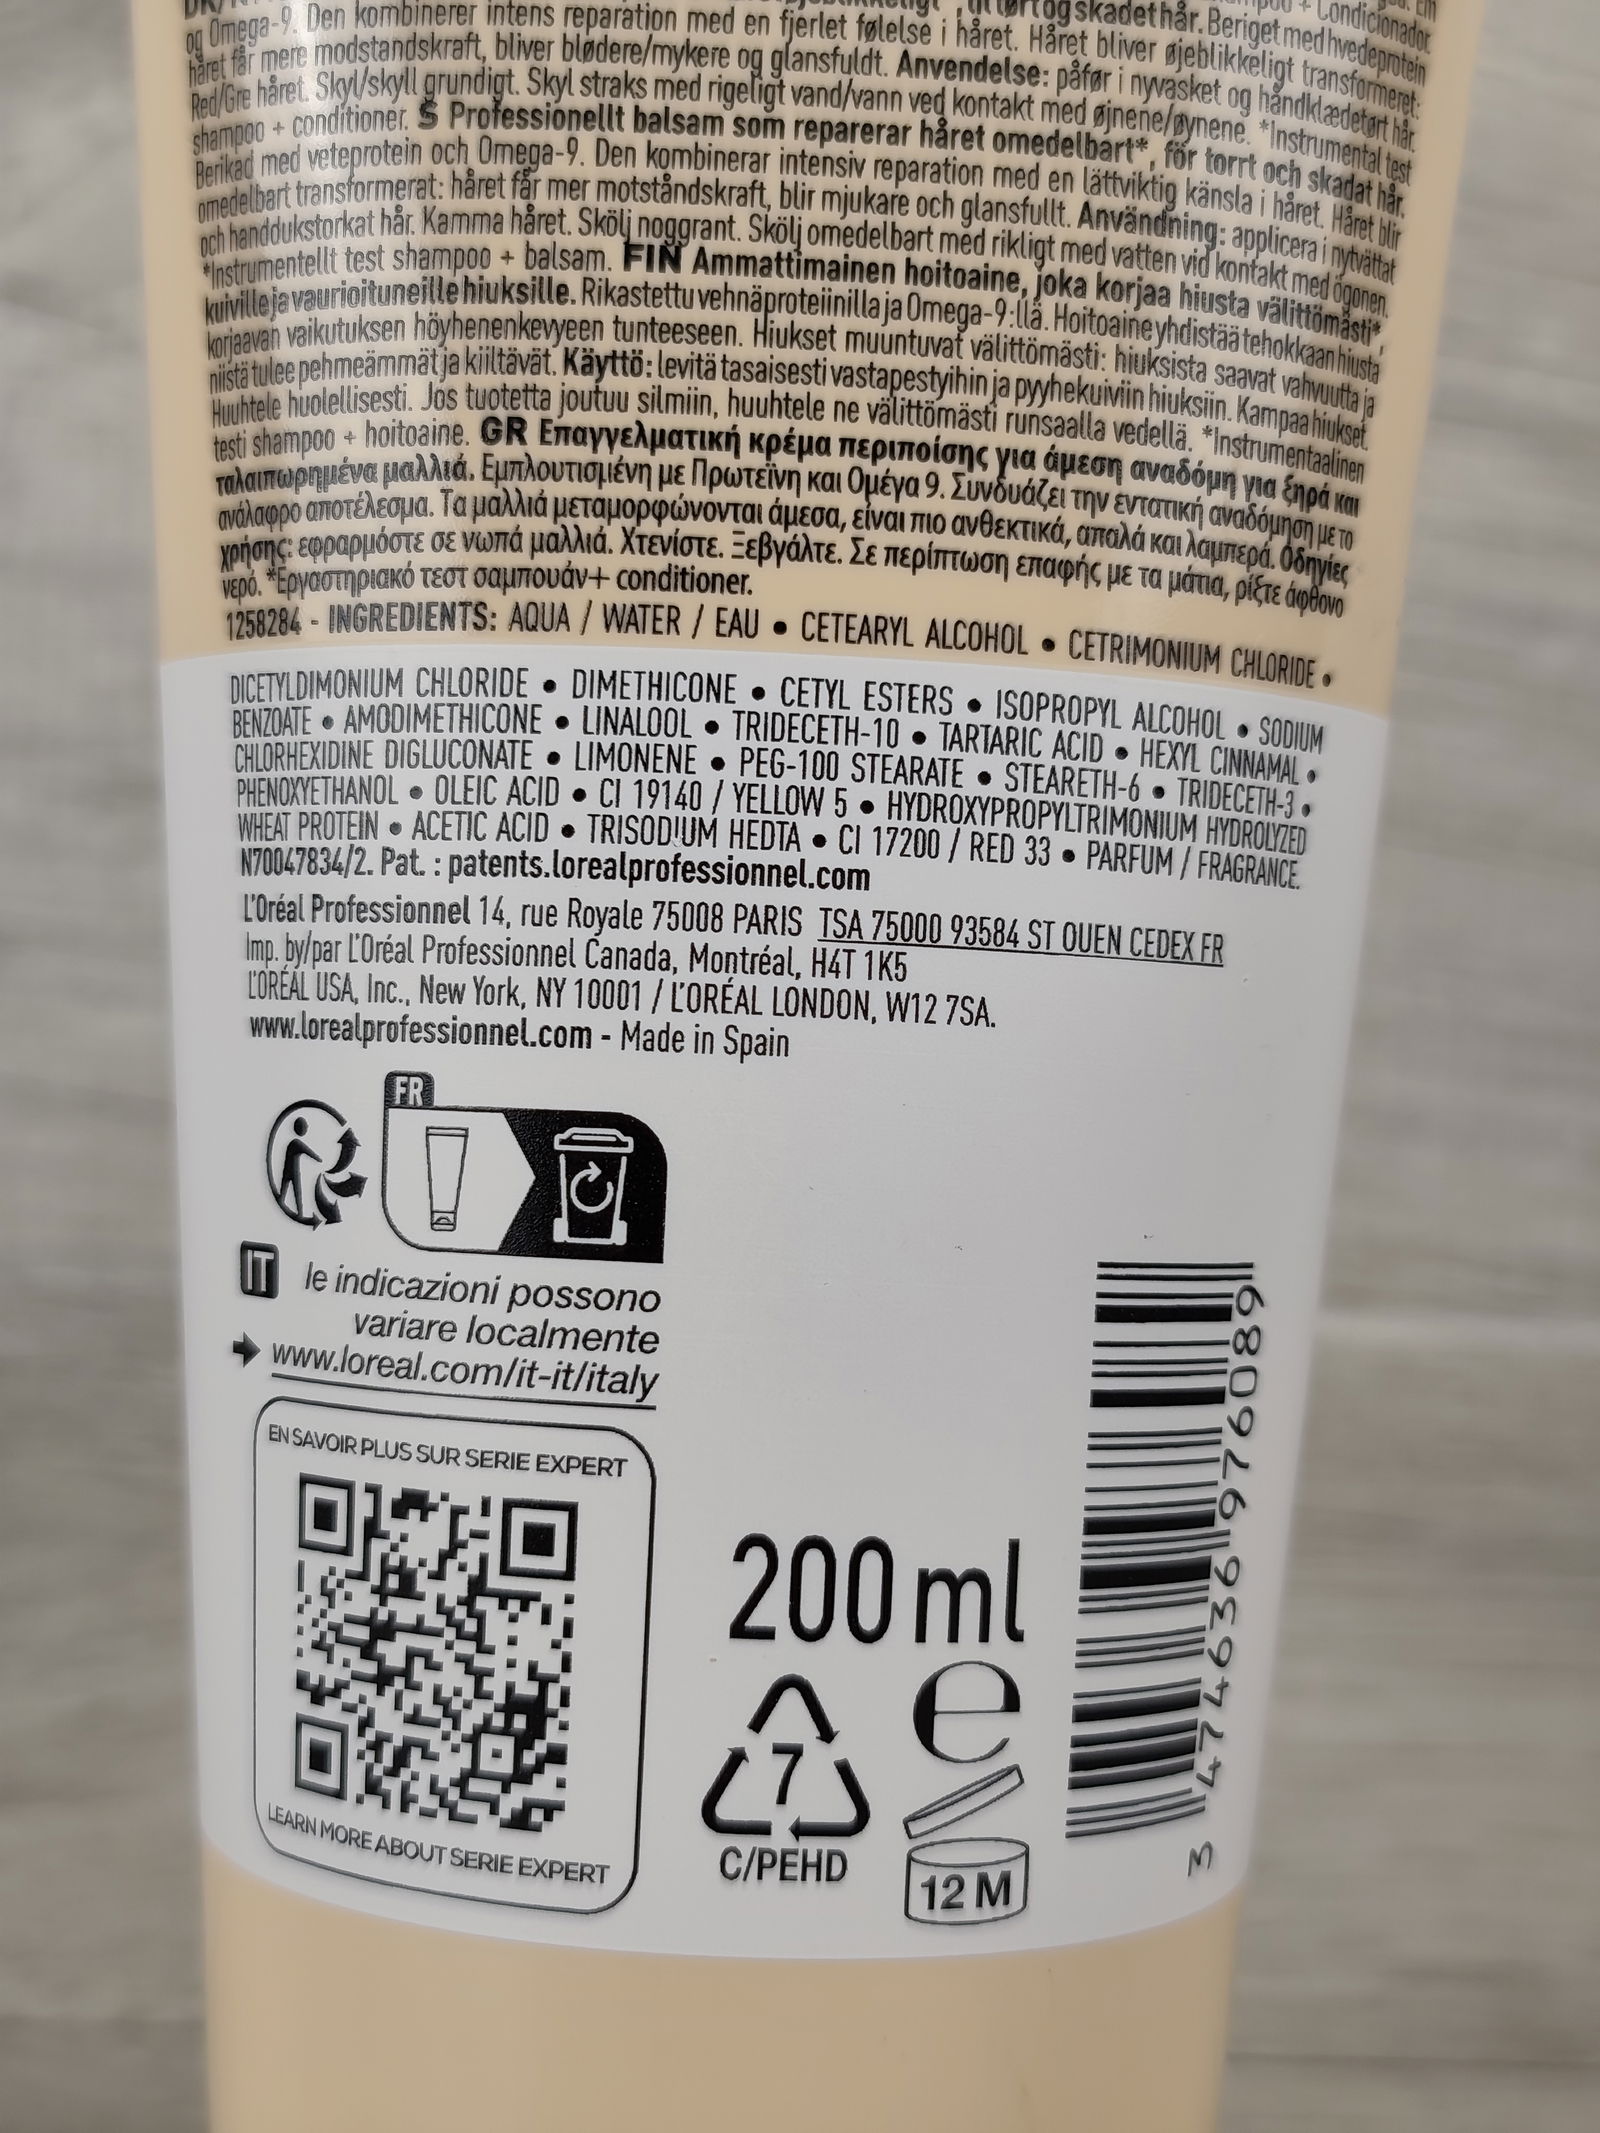 og Omega-9. Den kombinerer intens reparation med en fjerlet følelse i håret. Håret bliver øjeblikkeligt transformeret:
håret får mere modstandskraft, bliver blødere/mykere og glansfuldt. Anvendelse: påfør i nyvasket og håndklædetørt hår.
Red/Gre håret. Skyl/skyll grundigt. Skyl straks med rigeligt vand/vann ved kontakt med øjnene/øynene. *Instrumental test
shampoo + conditioner. S Professionellt balsam som reparerar håret omedelbart*, för torrt och skadat hår.
Berikad med veteprotein och Omega-9. Den kombinerar intensiv reparation med en lättviktig känsla i håret. Håret blir
omedelbart transformerat: håret får mer motståndskraft, blir mjukare och glansfullt. Användning: applicera i nytvättat
och handdukstorkat hår. Kamma håret. Skölj noggrant. Skölj omedelbart med rikligt med vatten vid kontakt med ögonen.
*Instrumentellt test shampoo + balsam. FIN Ammattimainen hoitoaine, joka korjaa hiusta välittömästi*,
kuiville ja vaurioituneille hiuksille. Rikastettu vehnäproteiinilla ja Omega-9:llä. Hoitoaine yhdistää tehokkaan hiusta
korjaavan vaikutuksen höyhenenkevyeen tunteeseen. Hiukset muuntuvat välittömästi: hiuksista saavat vahvuutta ja
niistä tulee pehmeämmät ja kiiltävät. Käyttö: levitä tasaisesti vastapestyihin ja pyyhekuiviin hiuksiin. Kampaa hiukset.
Huuhtele huolellisesti. Jos tuotetta joutuu silmiin, huuhtele ne välittömästi runsaalla vedellä. *Instrumentaalinen
testi shampoo + hoitoaine. GR Επαγγελματική κρέμα περιποίσης για άμεση αναδόμη για ξηρά και
ταλαιπωρημένα μαλλιά. Εμπλουτισμένη με Πρωτεΐνη και Ομέγα 9. Συνδυάζει την εντατική αναδόμηση με το
ανάλαφρο αποτέλεσμα. Τα μαλλιά μεταμορφώνονται άμεσα, είναι πιο ανθεκτικά, απαλά και λαμπερά. Οδηγίες
χρήσης: εφραρμόστε σε νωπά μαλλιά. Χτενίστε. Ξεβγάλτε. Σε περίπτωση επαφής με τα μάτια, ρίξτε άφθονο
νερό. *Εργαστηριακό τεστ σαμπουάν+ conditioner.
1258284 - INGREDIENTS: AQUA / WATER / EAU • CETEARYL ALCOHOL • CETRIMONIUM CHLORIDE •
DICETYLDIMONIUM CHLORIDE • DIMETHICONE • CETYL ESTERS • ISOPROPYL ALCOHOL • SODIUM
BENZOATE • AMODIMETHICONE • LINALOOL • TRIDECETH-10 • TARTARIC ACID • HEXYL CINNAMAL •
CHLORHEXIDINE DIGLUCONATE • LIMONENE • PEG-100 STEARATE • STEARETH-6 • TRIDECETH-3 •
PHENOXYETHANOL • OLEIC ACID • CI 19140 / YELLOW 5 • HYDROXYPROPYLTRIMONIUM HYDROLYZED
WHEAT PROTEIN • ACETIC ACID • TRISODIUM HEDTA • CI 17200 / RED 33 • PARFUM / FRAGRANCE.
N70047834/2. Pat. : patents.lorealprofessionnel.com
L'Oréal Professionnel 14, rue Royale 75008 PARIS TSA 75000 93584 ST OUEN CEDEX FR
Imp. by/par L'Oréal Professionnel Canada, Montréal, H4T 1K5
L'ORÉAL USA, Inc., New York, NY 10001 / L'ORÉAL LONDON, W12 7SA.
www.lorealprofessionnel.com - Made in Spain
FR
IT le indicazioni possono
variare localmente
www.loreal.com/it-it/italy
EN SAVOIR PLUS SUR SERIE EXPERT
LEARN MORE ABOUT SERIE EXPERT
200 ml
e
7
C/PEHD
12 M
3 474636 976089